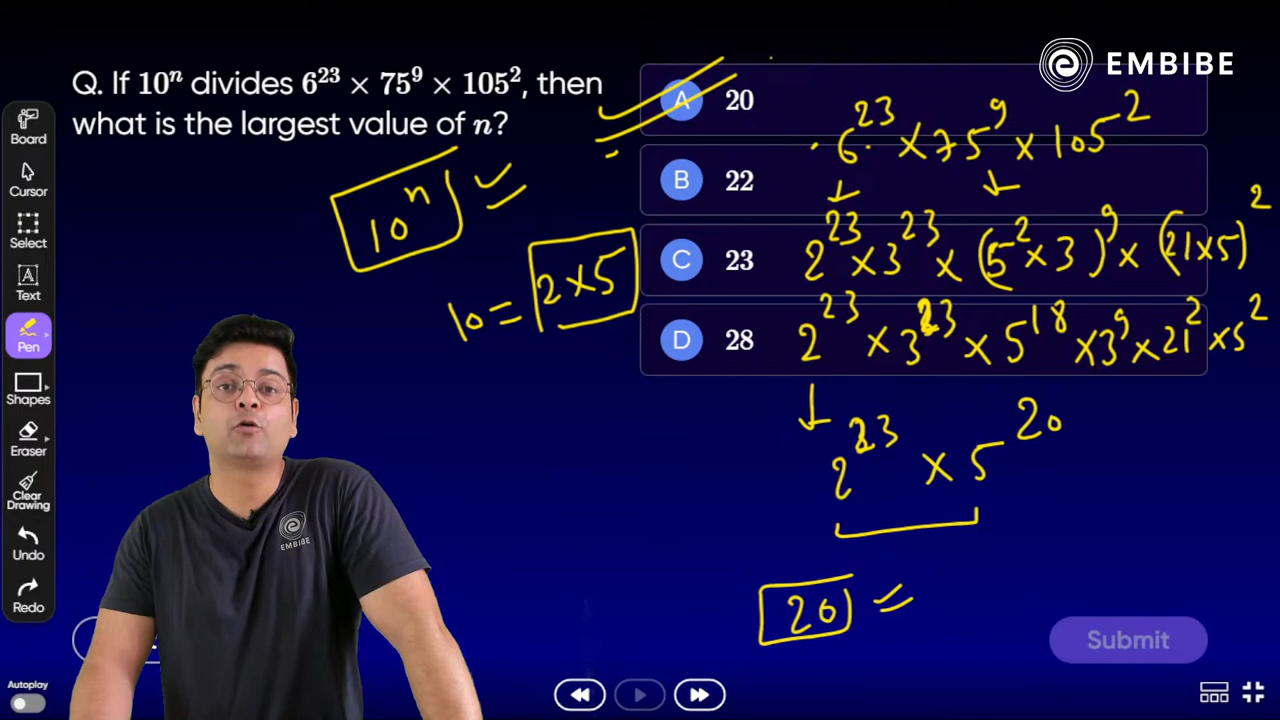 EMBIBE
Q. If 10ⁿ divides 6²³ × 75⁹ × 105², then
what is the largest value of n?
A 20
B 22
C 23
D 28
Board
Cursor
Select
Text
Pen
Shapes
Eraser
Clear
Drawing
Undo
Redo
10ⁿ
10 = 2×5
6²³ × 75⁹ × 105²
2²³ × 3²³ × (5² × 3)⁹ × (21×5)²
2²³ × 3²³ × 5¹⁸ × 3⁹ × 21² × 5²
2²³ × 5²⁰
20 =
EMBIBE
Submit
Autoplay